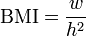 BMI = w / h²